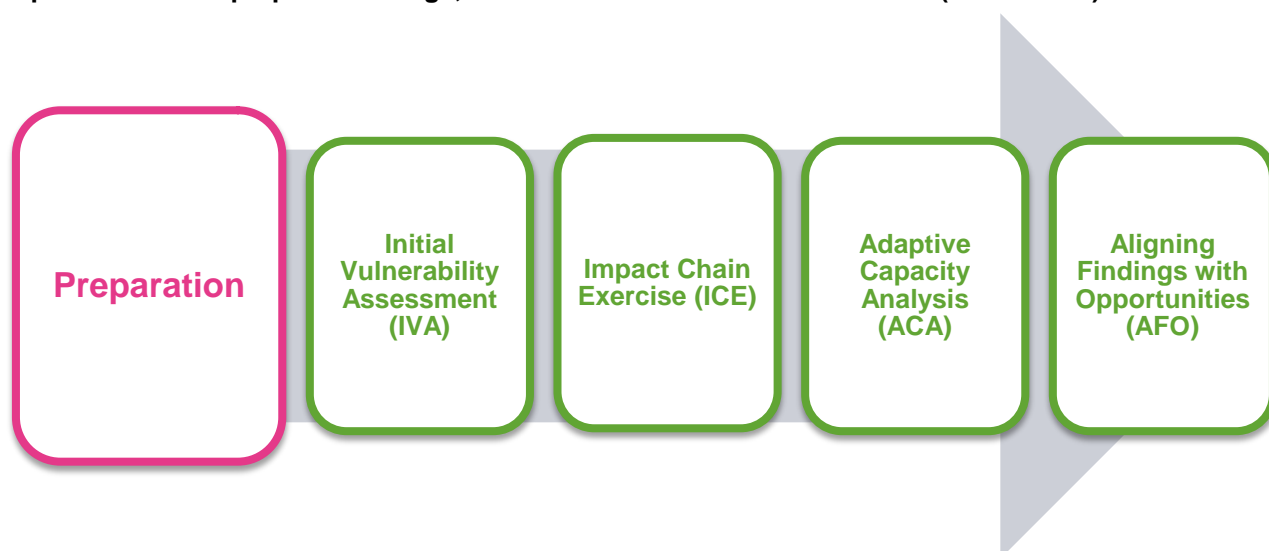 Preparation
Initial
Vulnerability
Assessment
(IVA)
Impact Chain
Exercise (ICE)
Adaptive
Capacity
Analysis
(ACA)
Aligning
Findings with
Opportunities
(AFO)